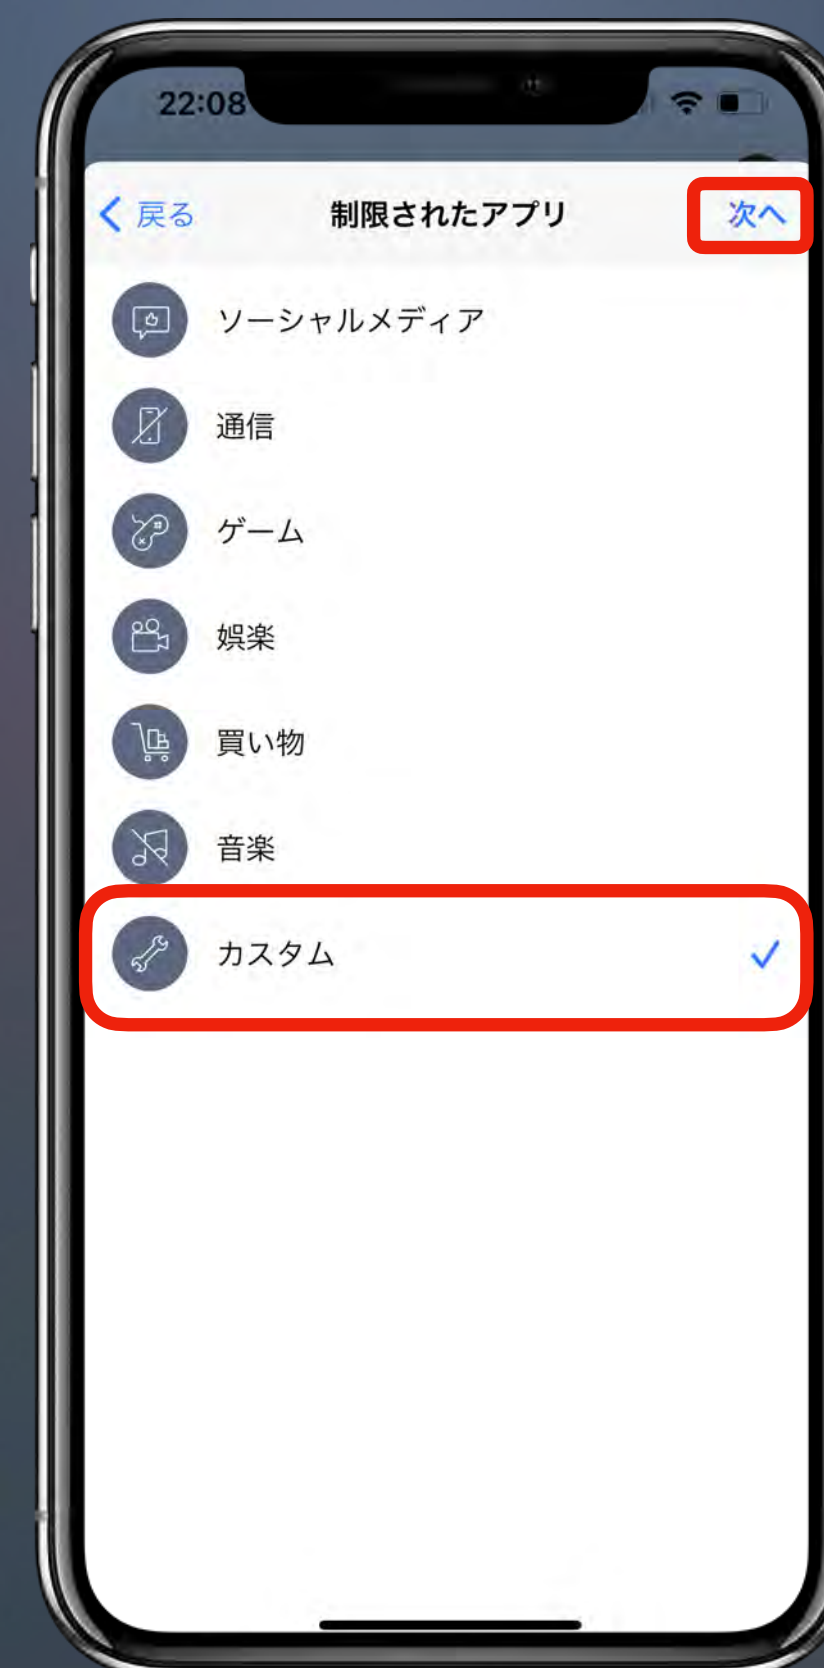 22:08
戻る
制限されたアプリ
次へ
ソーシャルメディア
通信
ゲーム
娯楽
買い物
音楽
カスタム